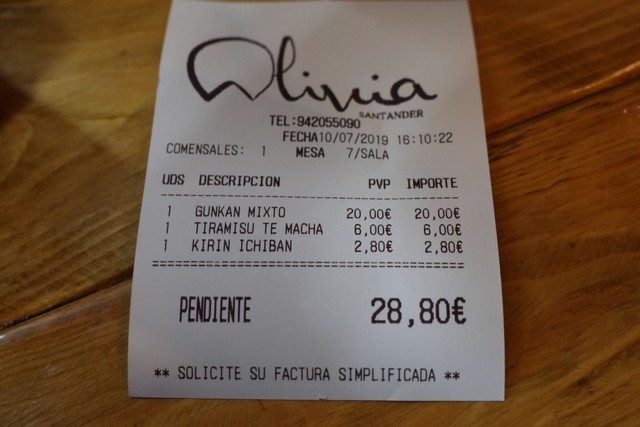 Olivia
SANTANDER
TEL:942055090
FECHA10/07/2019 16:10:22
COMENSALES: 1 MESA 7/SALA
UDS DESCRIPCION PVP IMPORTE
1 GUNKAN MIXTO 20,00€ 20,00€
1 TIRAMISU TE MACHA 6,00€ 6,00€
1 KIRIN ICHIBAN 2,80€ 2,80€
PENDIENTE 28,80€
** SOLICITE SU FACTURA SIMPLIFICADA **